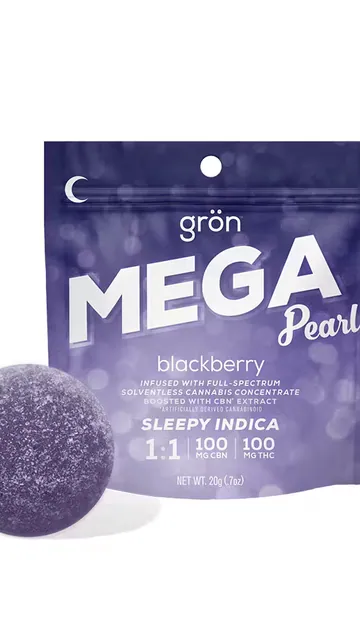 grön
MEGA
Pearl
blackberry
INFUSED WITH FULL-SPECTRUM
SOLVENTLESS CANNABIS CONCENTRATE
BOOSTED WITH CBN* EXTRACT
*ARTIFICIALLY DERIVED CANNABINOID
SLEEPY INDICA
1:1 | 100 MG CBN | 100 MG THC
NET WT. 20g (.7oz)